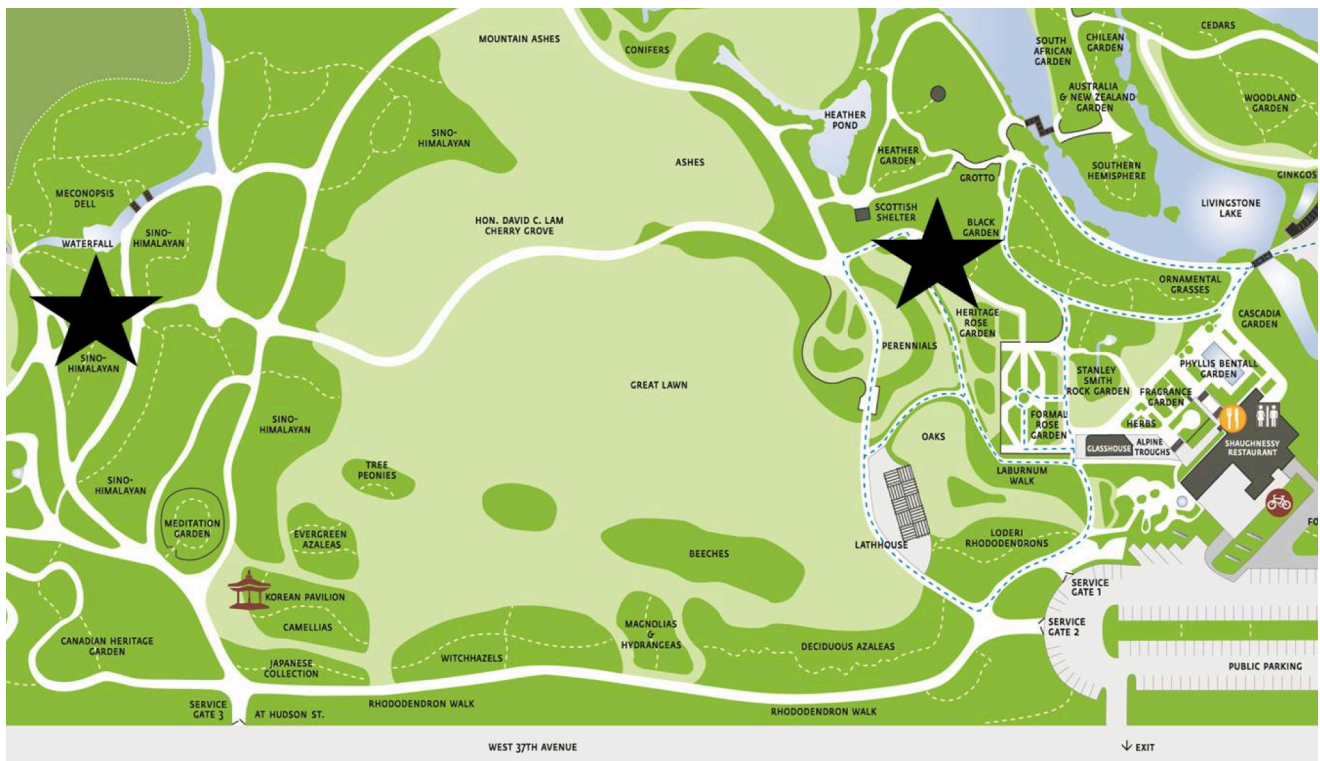 MOUNTAIN ASHES
CONIFERS
SOUTH
AFRICAN
GARDEN
CHILEAN
GARDEN
CEDARS
AUSTRALIA
& NEW ZEALAND
GARDEN
WOODLAND
GARDEN
HEATHER
POND
SINO-
HIMALAYAN
ASHES
HEATHER
GARDEN
GROTTO
SOUTHERN
HEMISPHERE
GINKGOS
MECONOPSIS
DELL
SCOTTISH
SHELTER
BLACK
GARDEN
LIVINGSTONE
LAKE
HON. DAVID C. LAM
CHERRY GROVE
WATERFALL
SINO-
HIMALAYAN
ORNAMENTAL
GRASSES
HERITAGE
ROSE
GARDEN
CASCADIA
GARDEN
PERENNIALS
SINO-
HIMALAYAN
GREAT LAWN
STANLEY
SMITH
ROCK GARDEN
PHYLLIS BENTALL
GARDEN
FRAGRANCE
GARDEN
SINO-
HIMALAYAN
FORMAL
ROSE
GARDEN
HERBS
OAKS
GLASSHOUSE
ALPINE
TROUGHS
SHAUGHNESSY
RESTAURANT
TREE
PEONIES
LABURNUM
WALK
SINO-
HIMALAYAN
MEDITATION
GARDEN
EVERGREEN
AZALEAS
LATHHOUSE
LODERI
RHODODENDRONS
FO
BEECHES
SERVICE
GATE 1
KOREAN PAVILION
CAMELLIAS
MAGNOLIAS
&
HYDRANGEAS
SERVICE
GATE 2
CANADIAN HERITAGE
GARDEN
DECIDUOUS AZALEAS
WITCHHAZELS
JAPANESE
COLLECTION
PUBLIC PARKING
SERVICE
GATE 3
AT HUDSON ST.
RHODODENDRON WALK
RHODODENDRON WALK
WEST 37TH AVENUE
EXIT